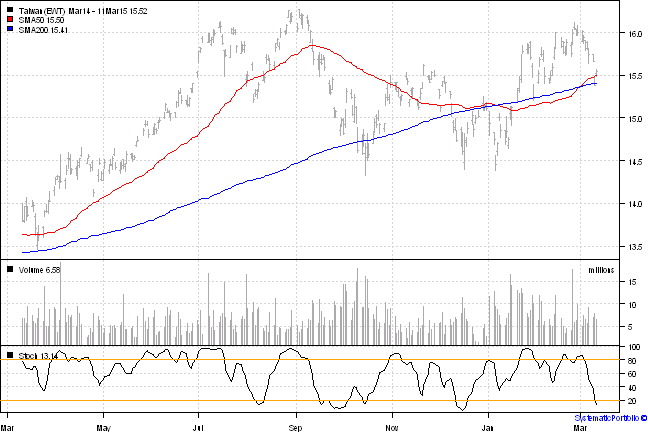 Taiwan (EWT) Mar14 - 11Mar15 15.52
SMA50 15.50
SMA200 15.41
16.0
15.5
15.0
14.5
14.0
13.5
Volume 6.58
millions
15
10
5
Stoch 13.14
100
80
60
40
20
Mar May Jul Sep Nov Jan Mar
SystematicPortfolio ©